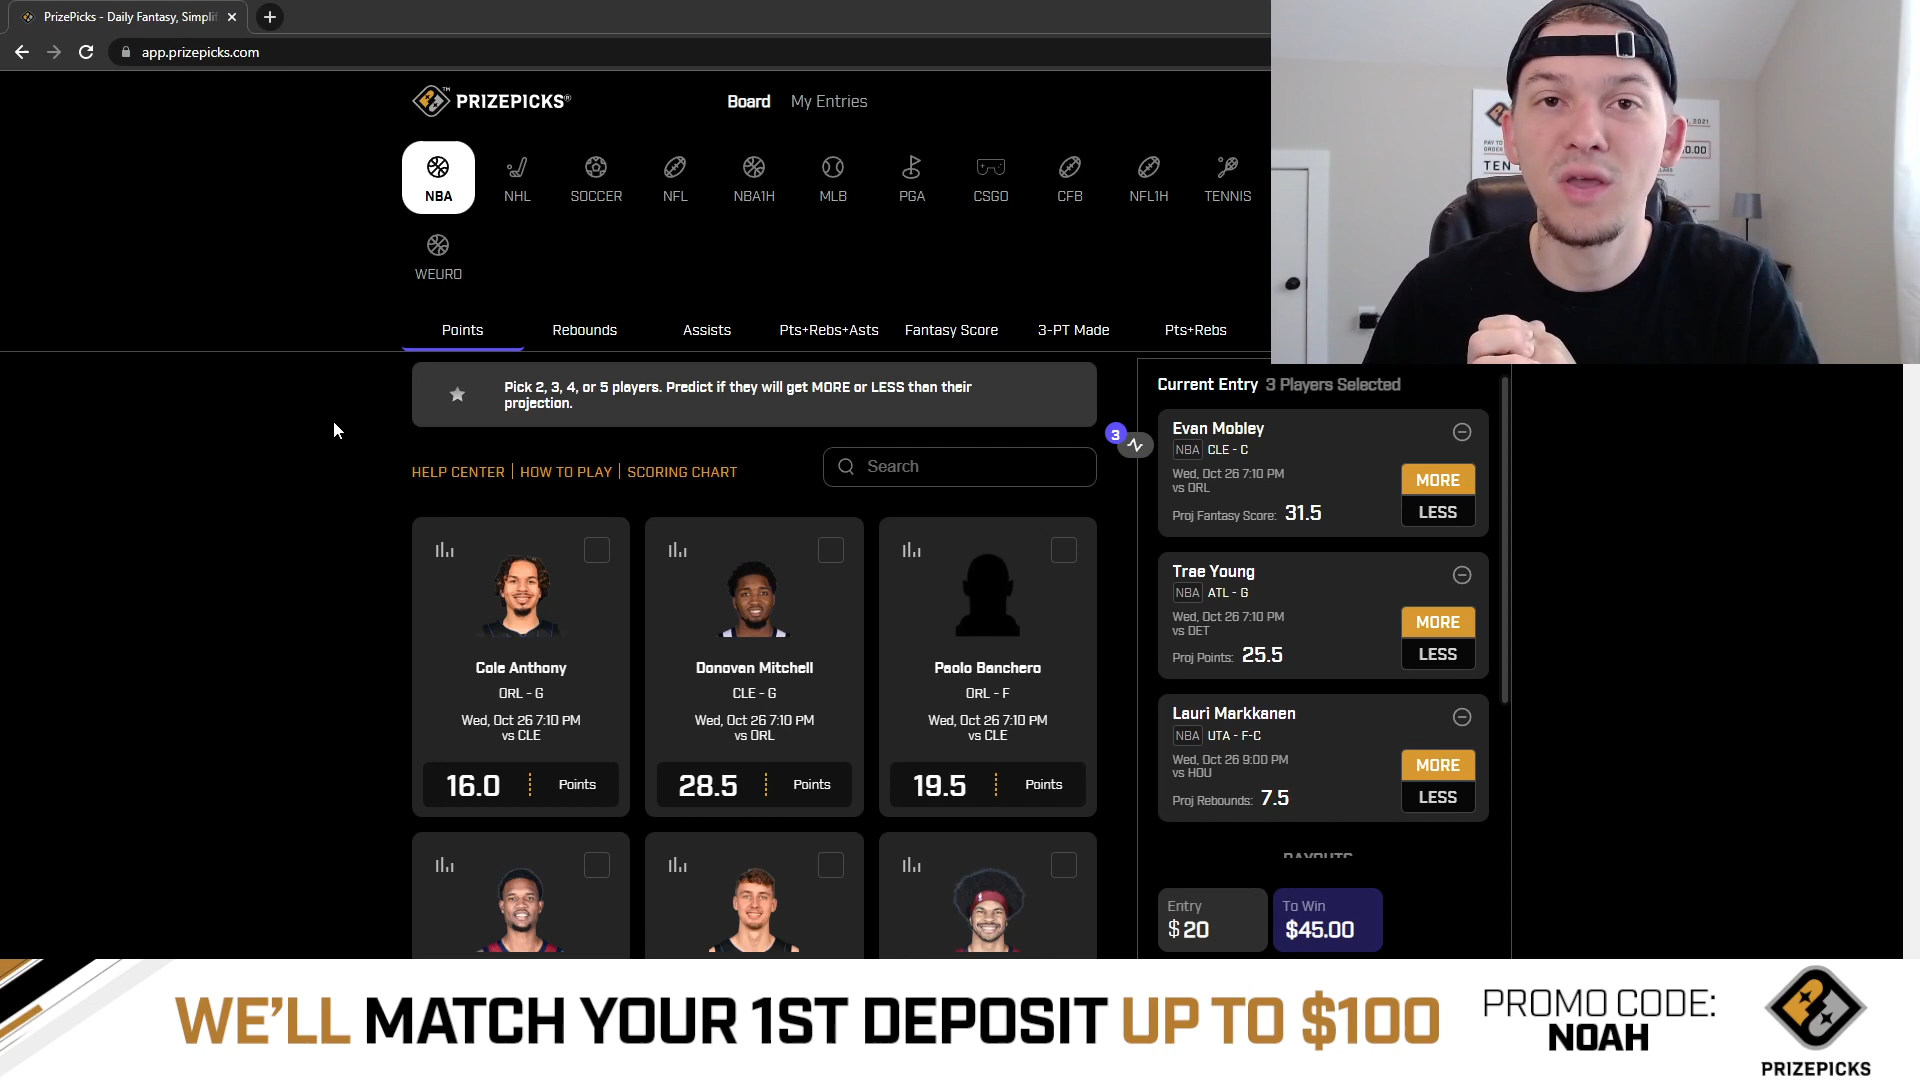 PrizePicks - Daily Fantasy, Simplif
app.prizepicks.com
PRIZEPICKS®
Board
My Entries
NBA
NHL
SOCCER
NFL
NBA1H
MLB
PGA
CSGO
CFB
NFL1H
TENNIS
WEURO
Points
Rebounds
Assists
Pts+Rebs+Asts
Fantasy Score
3-PT Made
Pts+Rebs
Pick 2, 3, 4, or 5 players. Predict if they will get MORE or LESS than their
projection.
HELP CENTER | HOW TO PLAY | SCORING CHART
Search
Cole Anthony
ORL - G
Wed, Oct 26 7:10 PM
vs CLE
16.0 Points
Donovan Mitchell
CLE - G
Wed, Oct 26 7:10 PM
vs ORL
28.5 Points
Paolo Banchero
ORL - F
Wed, Oct 26 7:10 PM
vs CLE
19.5 Points
3
Current Entry 3 Players Selected
Evan Mobley
NBA CLE - C
Wed, Oct 26 7:10 PM
vs ORL
Proj Fantasy Score: 31.5
MORE
LESS
Trae Young
NBA ATL - G
Wed, Oct 26 7:10 PM
vs DET
Proj Points: 25.5
MORE
LESS
Lauri Markkanen
NBA UTA - F-C
Wed, Oct 26 9:00 PM
vs HOU
Proj Rebounds: 7.5
MORE
LESS
Entry
$20
To Win
$45.00
, 2021
PAY TO
ORDER
TEN
WE'LL MATCH YOUR 1ST DEPOSIT UP TO $100
PROMO CODE:
NOAH
PRIZEPICKS